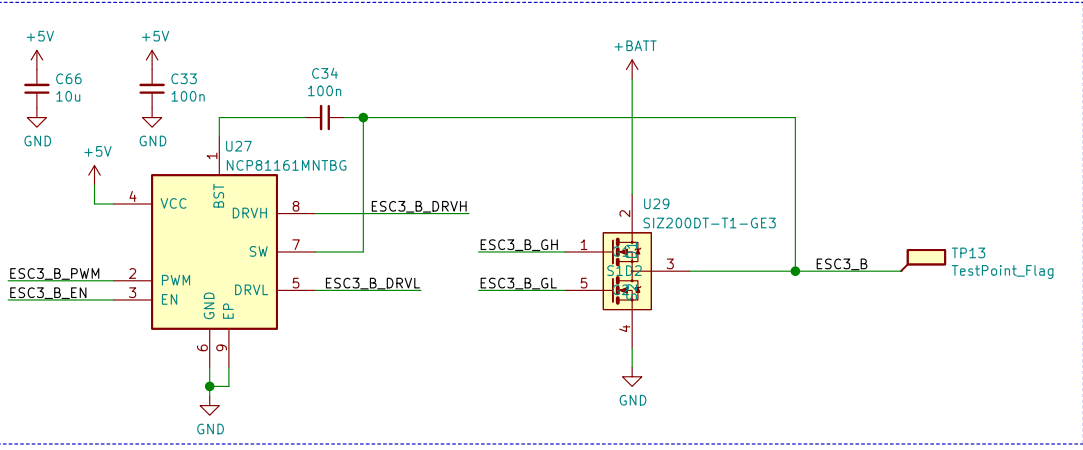 +5V
+5V
+BATT
C66
10u
C33
100n
C34
100n
GND
GND
+5V
U27
NCP81161MNTBG
1
BST
4
VCC
DRVH
8
ESC3_B_DRVH
SW
7
ESC3_B_PWM
2
PWM
ESC3_B_EN
3
EN
DRVL
5
ESC3_B_DRVL
GND
EP
6
9
GND
U29
SIZ200DT-T1-GE3
2
ESC3_B_GH
1
S1D2
3
ESC3_B_GL
5
4
GND
ESC3_B
TP13
TestPoint_Flag